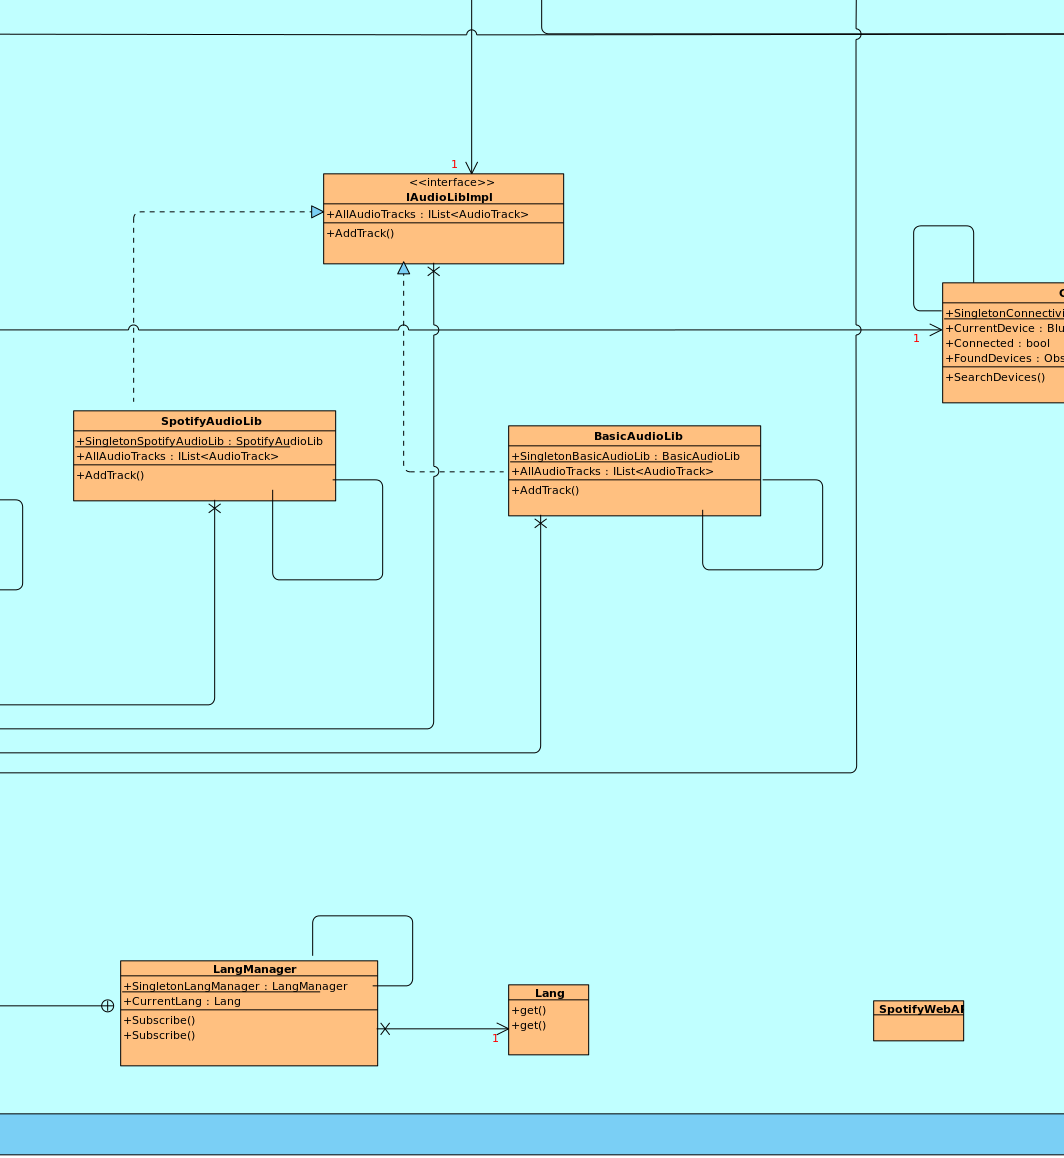 1
<<interface>>
IAudioLibImpl
+AllAudioTracks : IList<AudioTrack>
+AddTrack()
+SingletonConnectivi
+CurrentDevice : Blu
+Connected : bool
+FoundDevices : Obs
+SearchDevices()
1
SpotifyAudioLib
+SingletonSpotifyAudioLib : SpotifyAudioLib
+AllAudioTracks : IList<AudioTrack>
+AddTrack()
BasicAudioLib
+SingletonBasicAudioLib : BasicAudioLib
+AllAudioTracks : IList<AudioTrack>
+AddTrack()
LangManager
+SingletonLangManager : LangManager
+CurrentLang : Lang
+Subscribe()
+Subscribe()
1
Lang
+get()
+get()
SpotifyWebAI